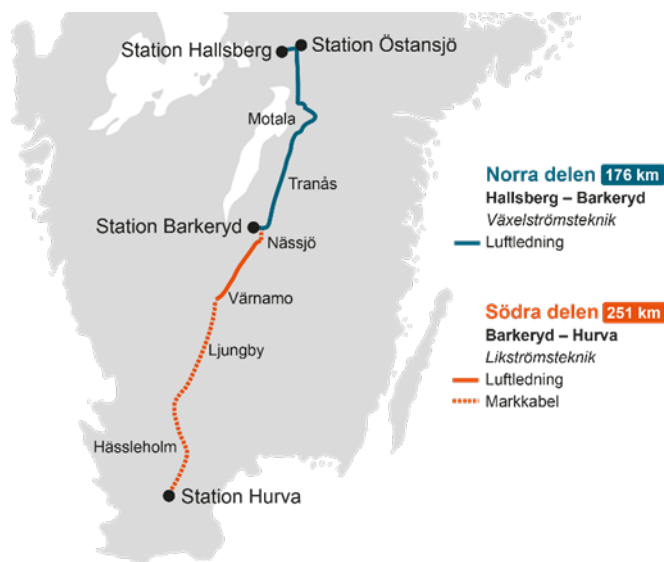 Station Hallsberg
Station Östansjö
Motala
Tranås
Station Barkeryd
Nässjö
Värnamo
Ljungby
Hässleholm
Station Hurva
Norra delen 176 km
Hallsberg – Barkeryd
Växelströmsteknik
Luftledning
Södra delen 251 km
Barkeryd – Hurva
Likströmsteknik
Luftledning
Markkabel